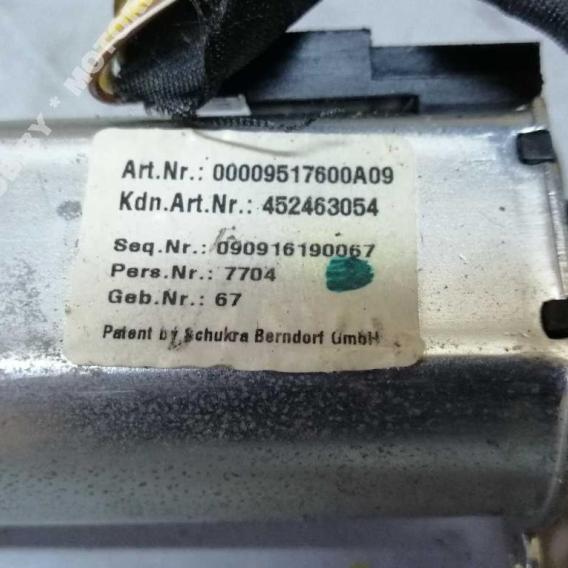 Art.Nr.: 00009517600A09
Kdn.Art.Nr.: 452463054
Seq.Nr.: 090916190067
Pers.Nr.: 7704
Geb.Nr.: 67
Patent by Schukra Berndorf GmbH